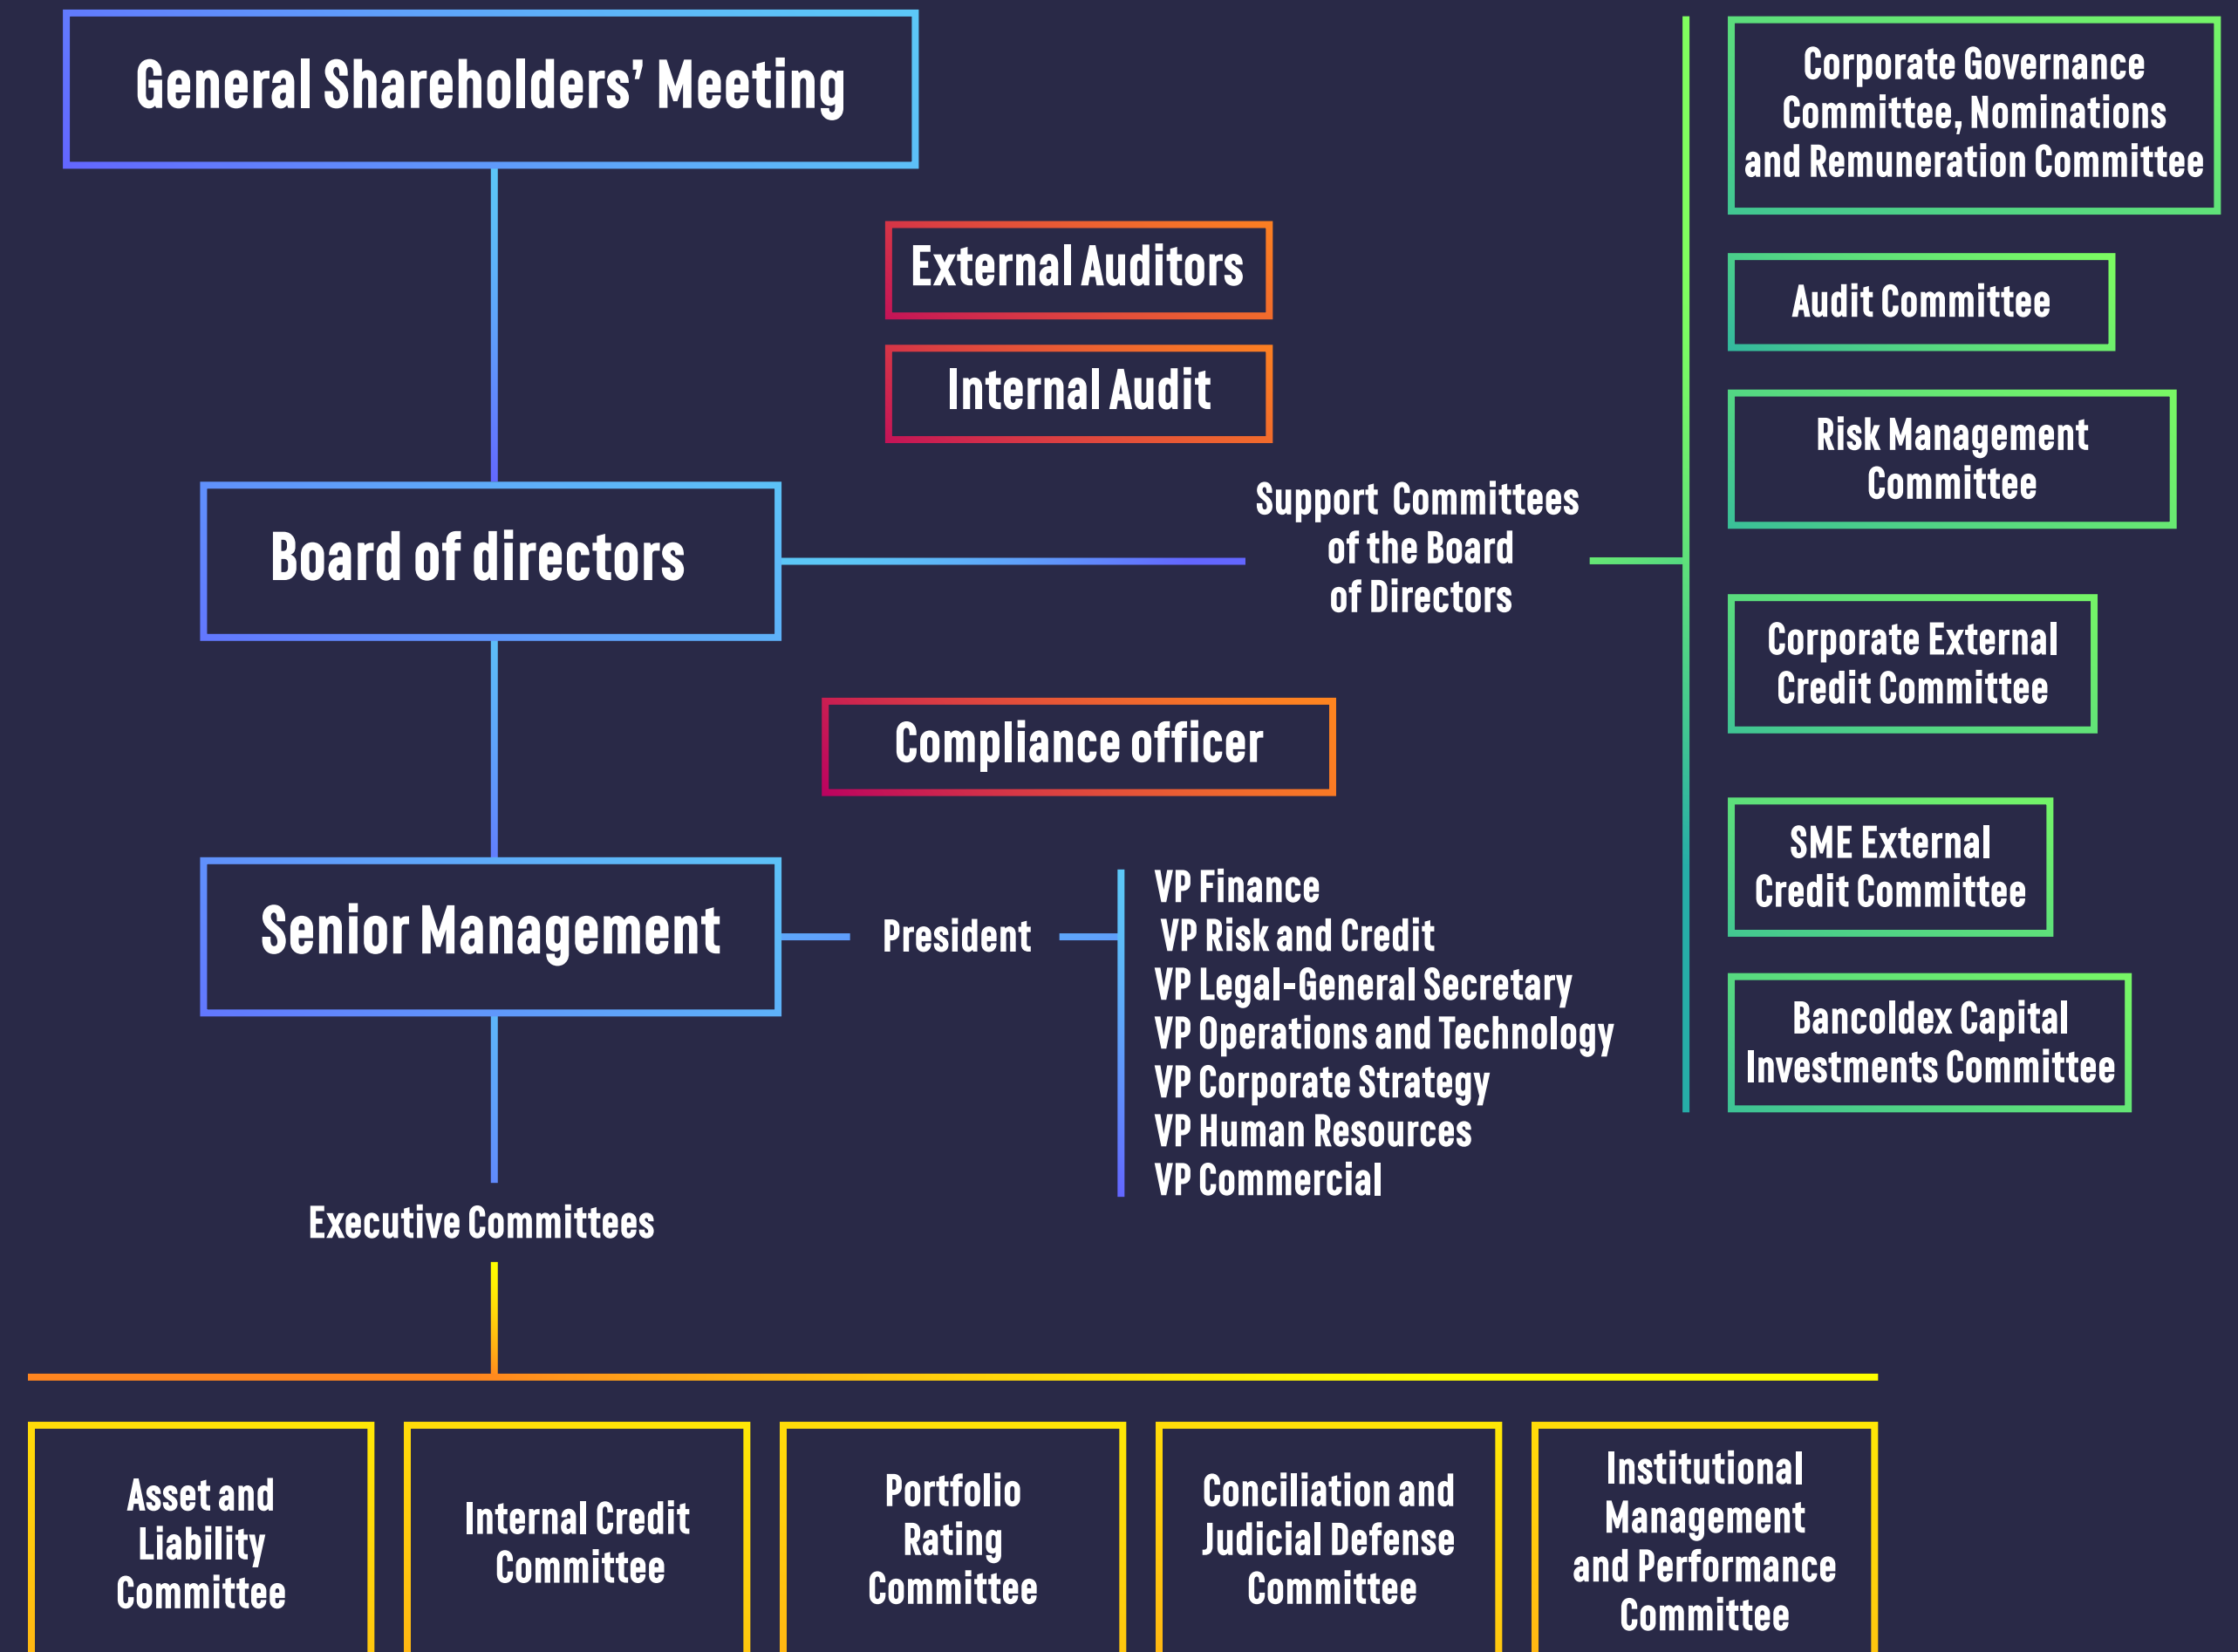 General Shareholders' Meeting
External Auditors
Internal Audit
Board of directors
Support Committees
of the Board
of Directors
Corporate Governance
Committee, Nominations
and Remuneration Committee
Audit Committee
Risk Management
Committee
Corporate External
Credit Committee
SME External
Credit Committee
Bancoldex Capital
Investments Committee
Compliance officer
Senior Management
President
VP Finance
VP Risk and Credit
VP Legal-General Secretary
VP Operations and Technology
VP Corporate Strategy
VP Human Resources
VP Commercial
Executive Committees
Asset and
Liability
Committee
Internal Credit
Committee
Portfolio
Rating
Committee
Conciliation and
Judicial Defense
Committee
Institutional
Management
and Performance
Committee